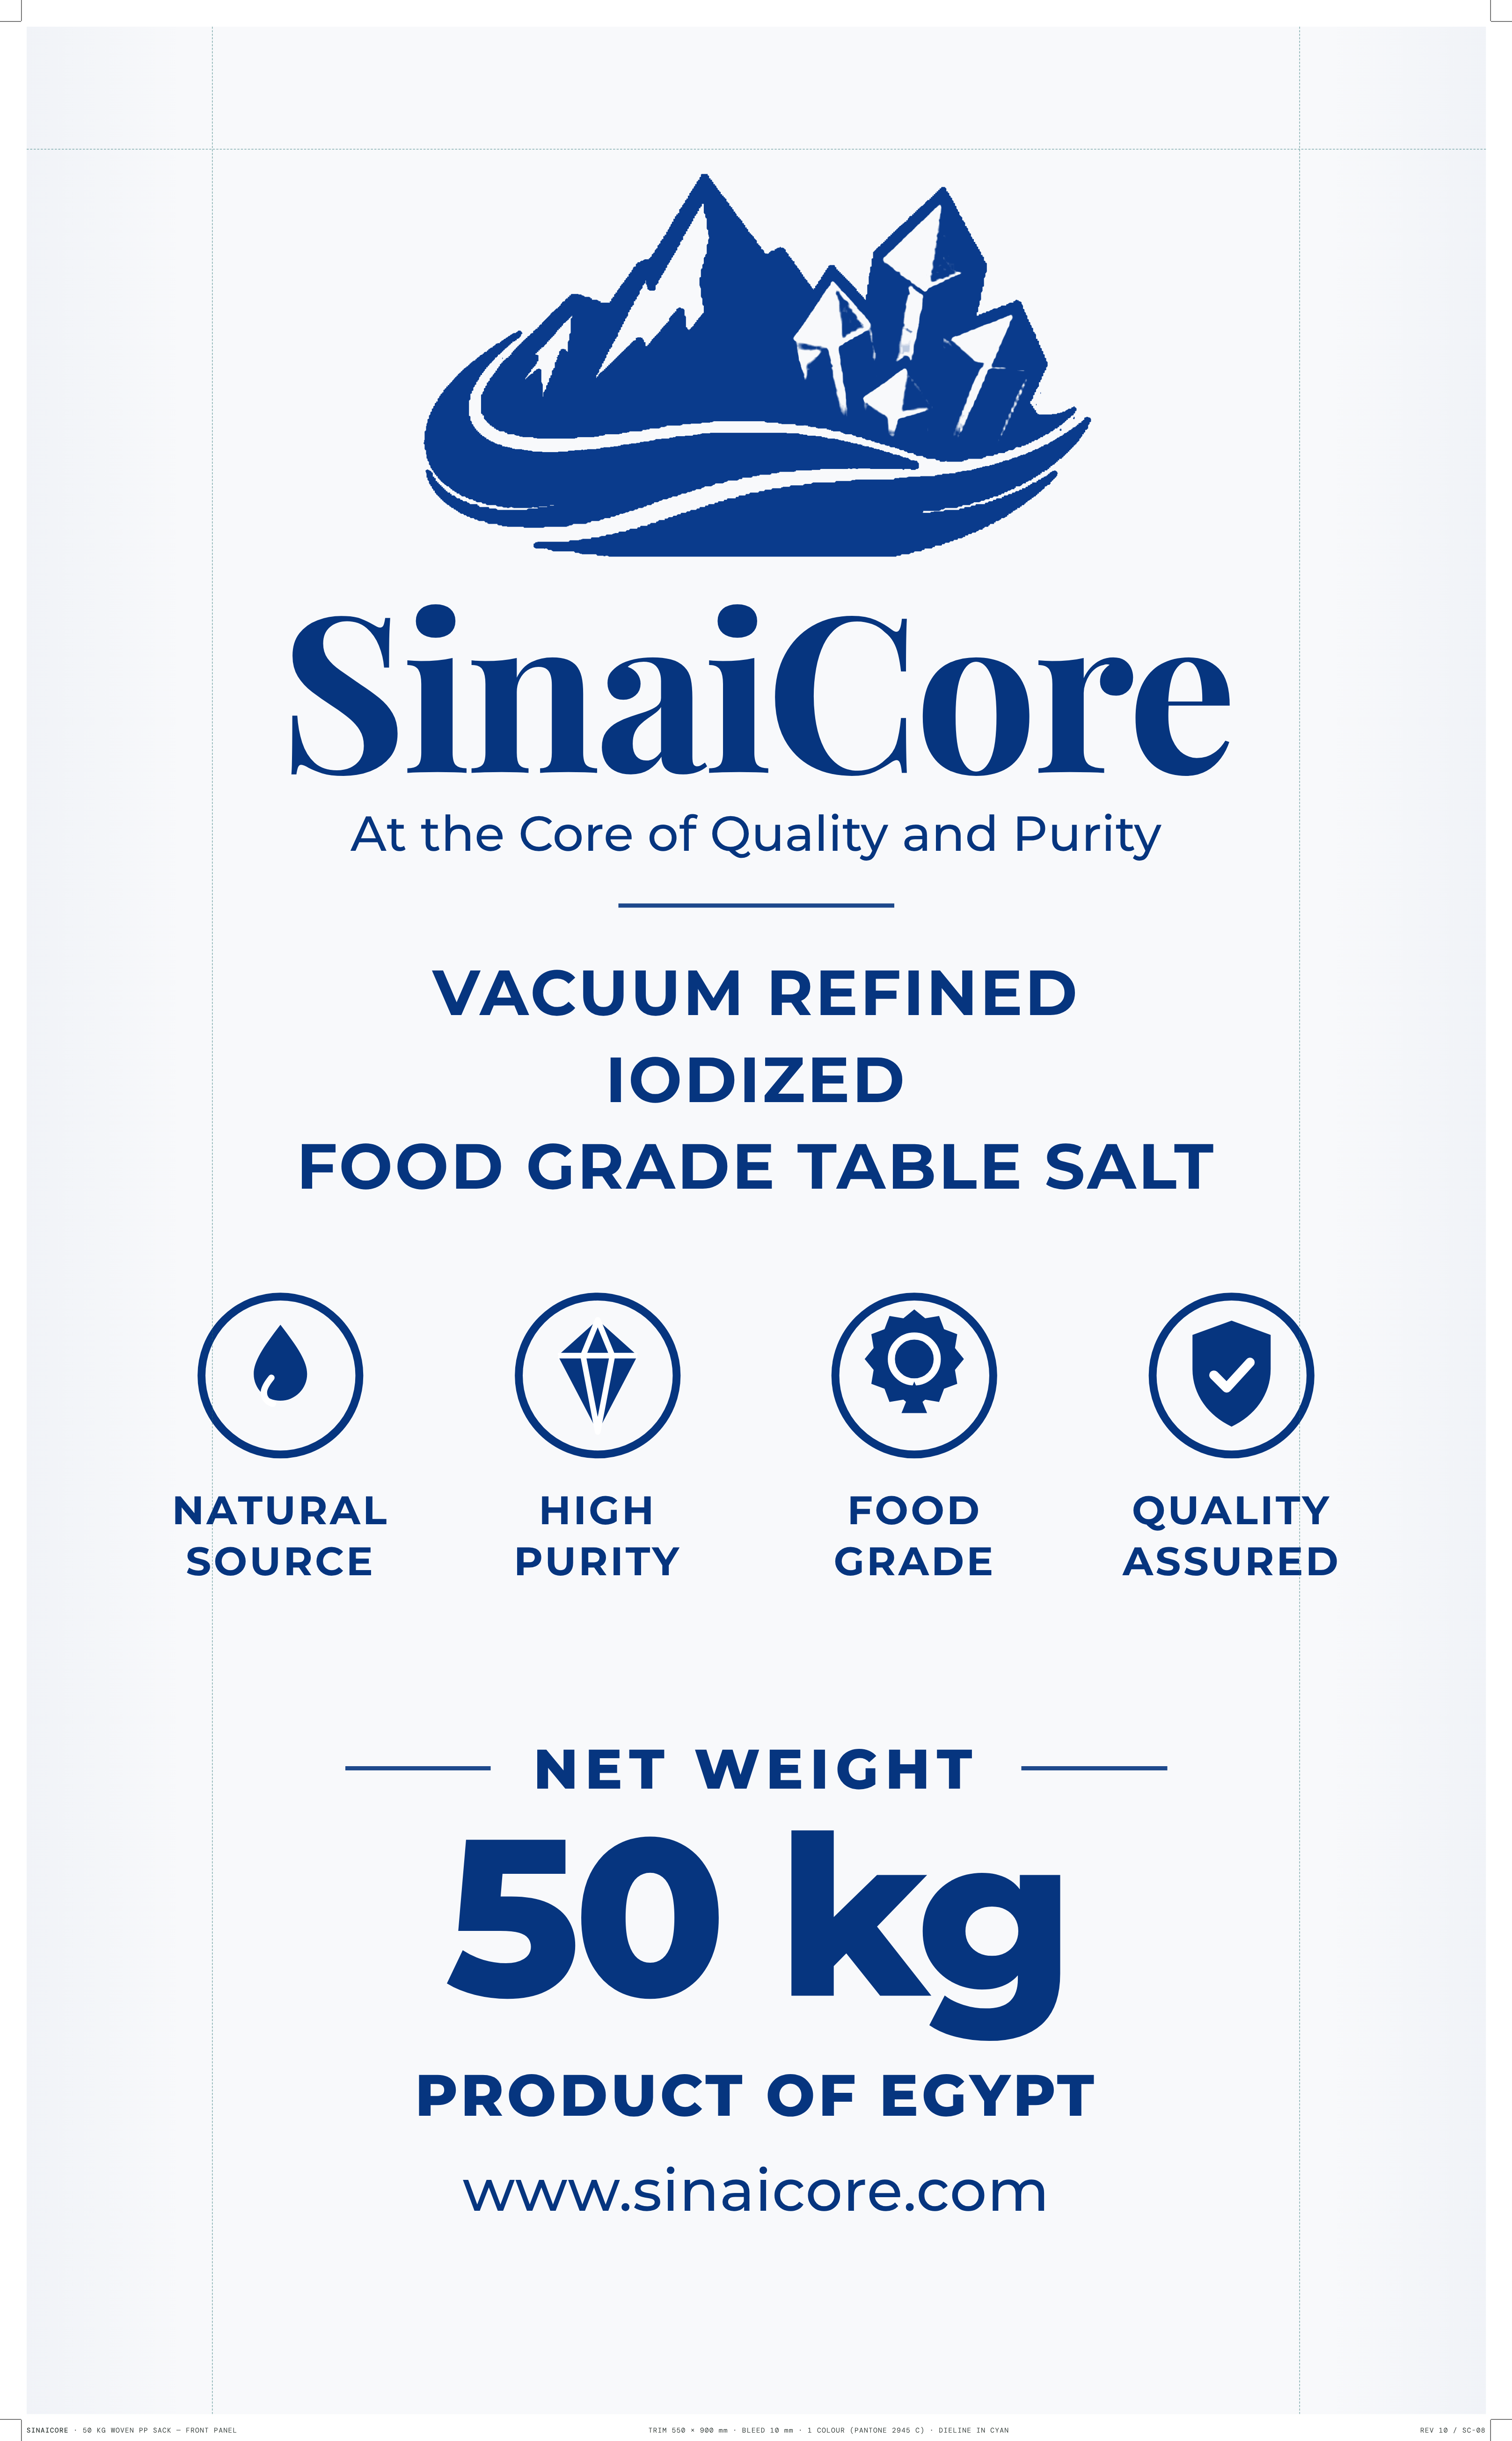 SinaiCore
At the Core of Quality and Purity
VACUUM REFINED
IODIZED
FOOD GRADE TABLE SALT
NATURAL SOURCE
HIGH PURITY
FOOD GRADE
QUALITY ASSURED
NET WEIGHT
50 kg
PRODUCT OF EGYPT
www.sinaicore.com
SINAICORE · 50 KG WOVEN PP SACK — FRONT PANEL
TRIM 550 × 900 mm · BLEED 10 mm · 1 COLOUR (PANTONE 2945 C) · DIELINE IN CYAN
REV 10 / SC-08